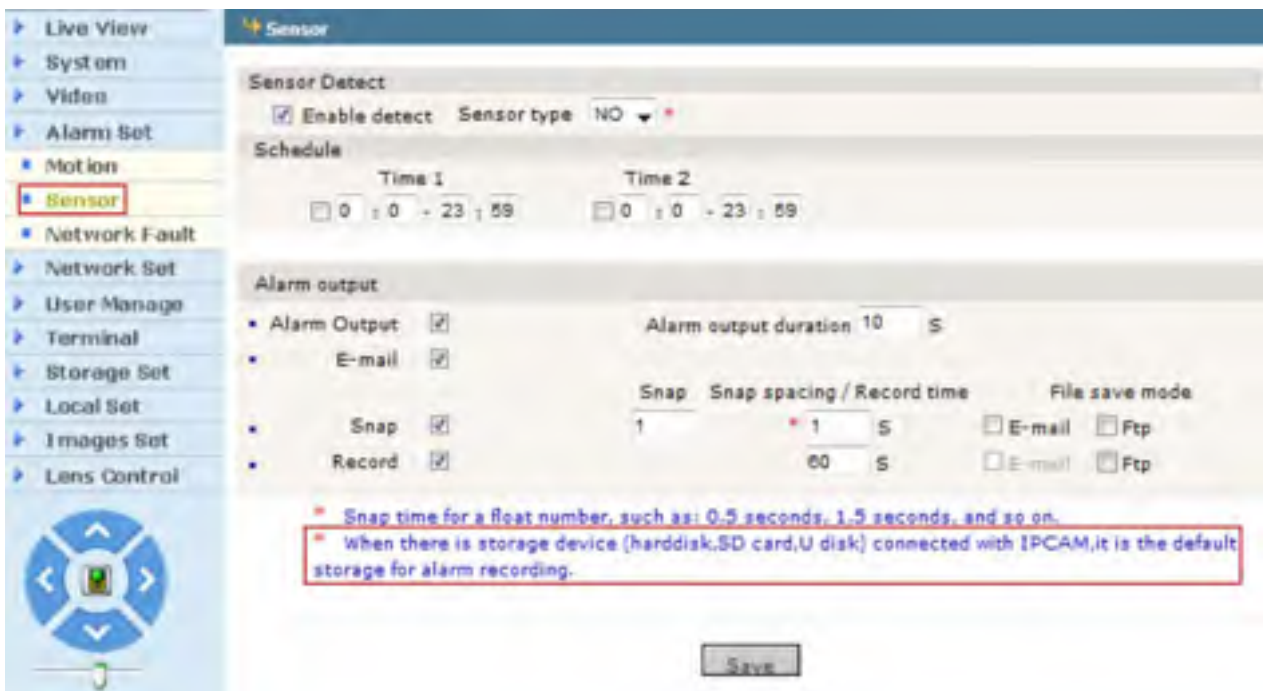 Live View
System
Video
Alarm Set
Motion
Sensor
Network Fault
Network Set
User Manage
Terminal
Storage Set
Local Set
Images Set
Lens Control
Sensor
Sensor Detect
Enable detect Sensor type NO *
Schedule
Time 1 Time 2
0 : 0 - 23 : 59 0 : 0 - 23 : 59
Alarm output
Alarm Output Alarm output duration 10 S
E-mail
Snap Snap spacing / Record time File save mode
Snap 1 * 1 S E-mail Ftp
Record 60 S E-mail Ftp
* Snap time for a float number, such as: 0.5 seconds, 1.5 seconds, and so on.
* When there is storage device (harddisk,SD card,U disk) connected with IPCAM,it is the default
storage for alarm recording.
Save